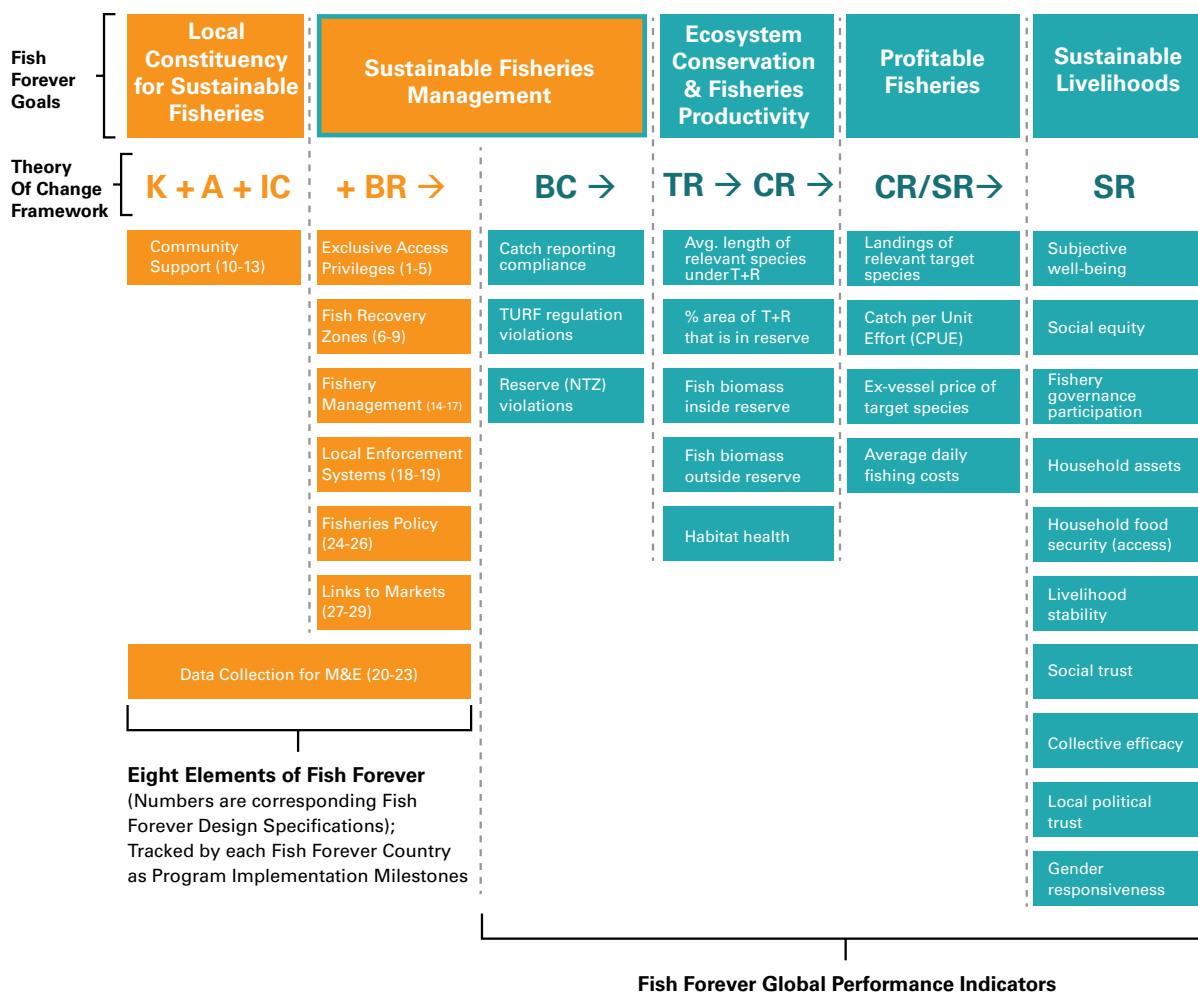 Fish
Forever
Goals
Local
Constituency
for Sustainable
Fisheries
Sustainable Fisheries
Management
Ecosystem
Conservation
& Fisheries
Productivity
Profitable
Fisheries
Sustainable
Livelihoods
Theory
Of Change
Framework
K + A + IC
+ BR →
BC →
TR → CR →
CR/SR→
SR
Community
Support (10-13)
Exclusive Access
Privileges (1-5)
Fish Recovery
Zones (6-9)
Fishery
Management (14-17)
Local Enforcement
Systems (18-19)
Fisheries Policy
(24-26)
Links to Markets
(27-29)
Data Collection for M&E (20-23)
Catch reporting
compliance
TURF regulation
violations
Reserve (NTZ)
violations
Avg. length of
relevant species
under T+R
% area of T+R
that is in reserve
Fish biomass
inside reserve
Fish biomass
outside reserve
Habitat health
Landings of
relevant target
species
Catch per Unit
Effort (CPUE)
Ex-vessel price of
target species
Average daily
fishing costs
Subjective
well-being
Social equity
Fishery
governance
participation
Household assets
Household food
security (access)
Livelihood
stability
Social trust
Collective efficacy
Local political
trust
Gender
responsiveness
Eight Elements of Fish Forever
(Numbers are corresponding Fish
Forever Design Specifications);
Tracked by each Fish Forever Country
as Program Implementation Milestones
Fish Forever Global Performance Indicators